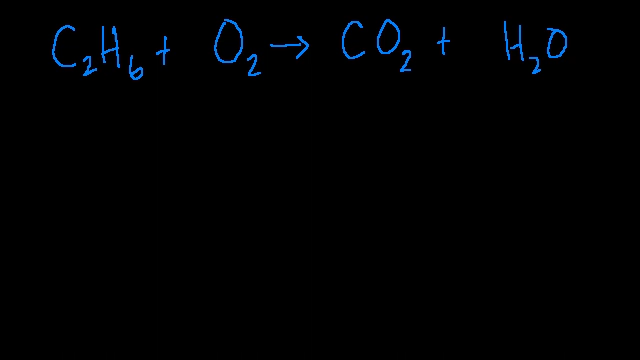 C₂H₆ + O₂ → CO₂ + H₂O